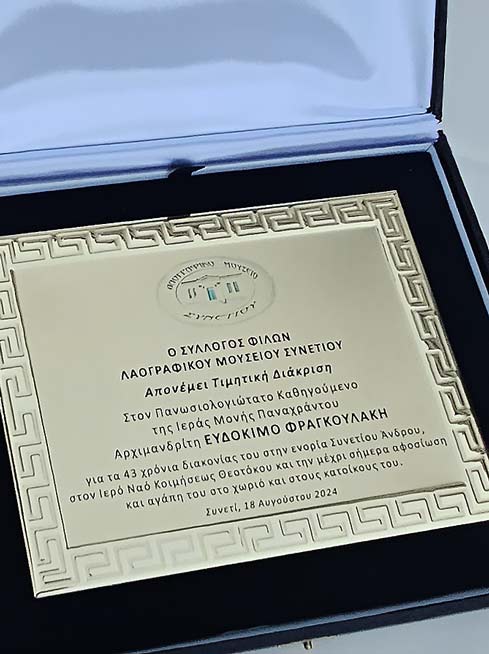 ΛΑΟΓΡΑΦΙΚΟ ΜΟΥΣΕΙΟ
ΣΥΝΕΤΙΟΥ
Ο ΣΥΛΛΟΓΟΣ ΦΙΛΩΝ
ΛΑΟΓΡΑΦΙΚΟΥ ΜΟΥΣΕΙΟΥ ΣΥΝΕΤΙΟΥ
Απονέμει Τιμητική Διάκριση
Στον Πανωσιολογιώτατο Καθηγούμενο
της Ιεράς Μονής Παναχράντου
Αρχιμανδρίτη ΕΥΔΟΚΙΜΟ ΦΡΑΓΚΟΥΛΑΚΗ
για τα 43 χρόνια διακονίας του στην ενορία Συνετίου Άνδρου,
στον Ιερό Ναό Κοιμήσεως Θεοτόκου και την μέχρι σήμερα αφοσίωση
και αγάπη του στο χωριό και στους κατοίκους του.
Συνετί, 18 Αυγούστου 2024